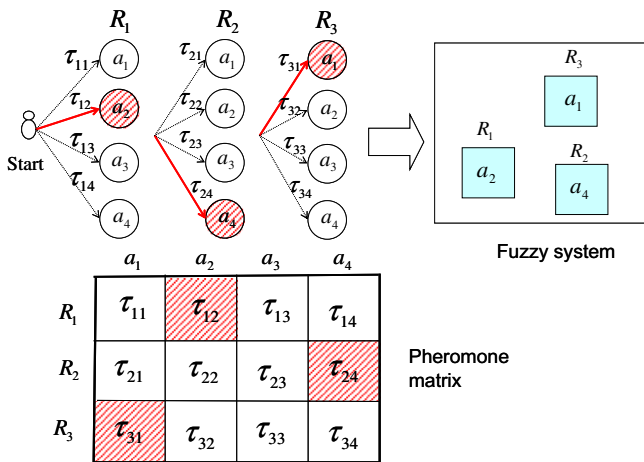 R₁ R₂ R₃
τ₁₁ a₁ τ₂₁ a₁ τ₃₁ a₁
τ₁₂ a₂ τ₂₂ a₂ τ₃₂ a₂
Start
τ₁₃ a₃ τ₂₃ a₃ τ₃₃ a₃
τ₁₄ a₄ τ₂₄ a₄ τ₃₄ a₄
R₃
a₁
R₁ R₂
a₂ a₄
Fuzzy system
a₁ a₂ a₃ a₄
R₁ τ₁₁ τ₁₂ τ₁₃ τ₁₄
R₂ τ₂₁ τ₂₂ τ₂₃ τ₂₄
R₃ τ₃₁ τ₃₂ τ₃₃ τ₃₄
Pheromone
matrix